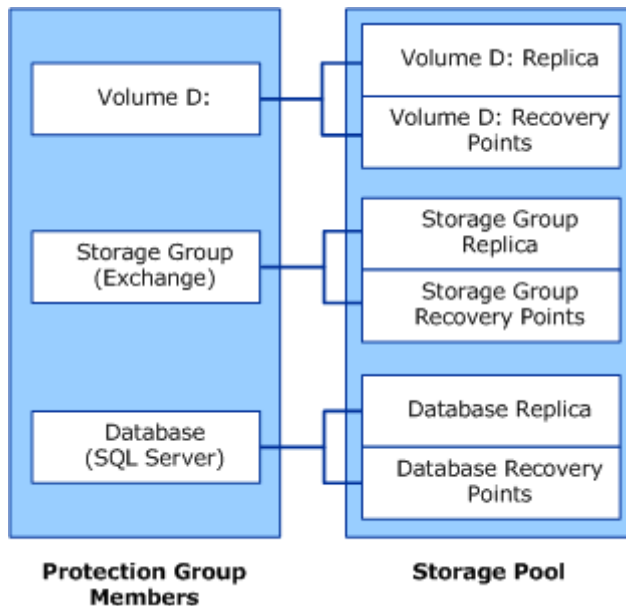 Volume D:
Volume D: Replica
Volume D: Recovery
Points
Storage Group
(Exchange)
Storage Group
Replica
Storage Group
Recovery Points
Database
(SQL Server)
Database Replica
Database Recovery
Points
Protection Group
Members
Storage Pool